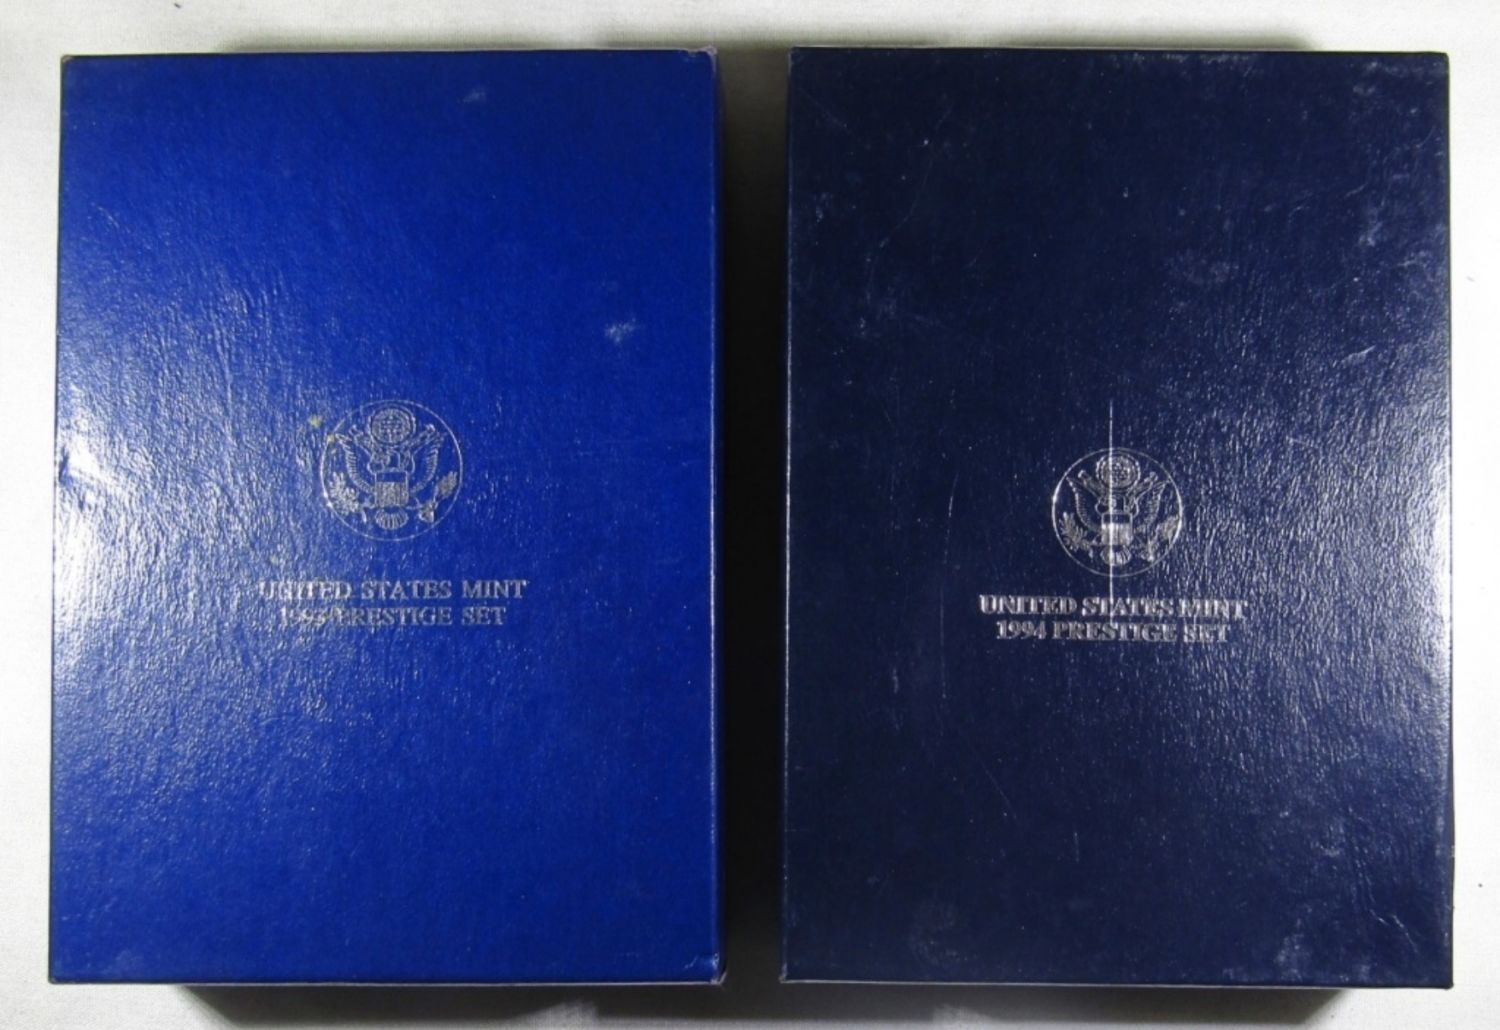 UNITED STATES MINT
PRESTIGE SET
UNITED STATES MINT
1994 PRESTIGE SET